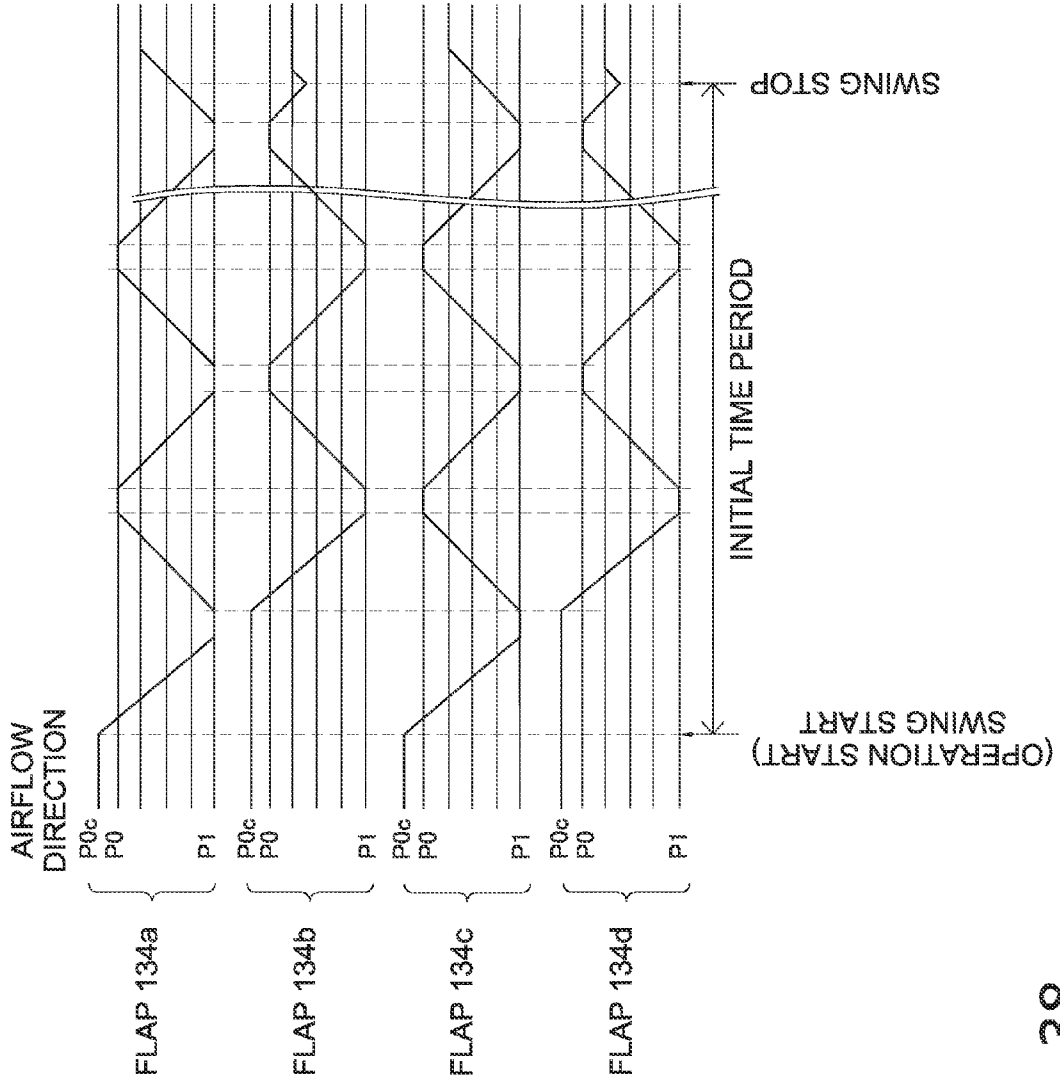 AIRFLOW
DIRECTION
P0c
P0
P1
FLAP 134a
P0c
P0
P1
FLAP 134b
P0c
P0
P1
FLAP 134c
P0c
P0
P1
FLAP 134d
INITIAL TIME PERIOD
SWING STOP
SWING START
(OPERATION START)